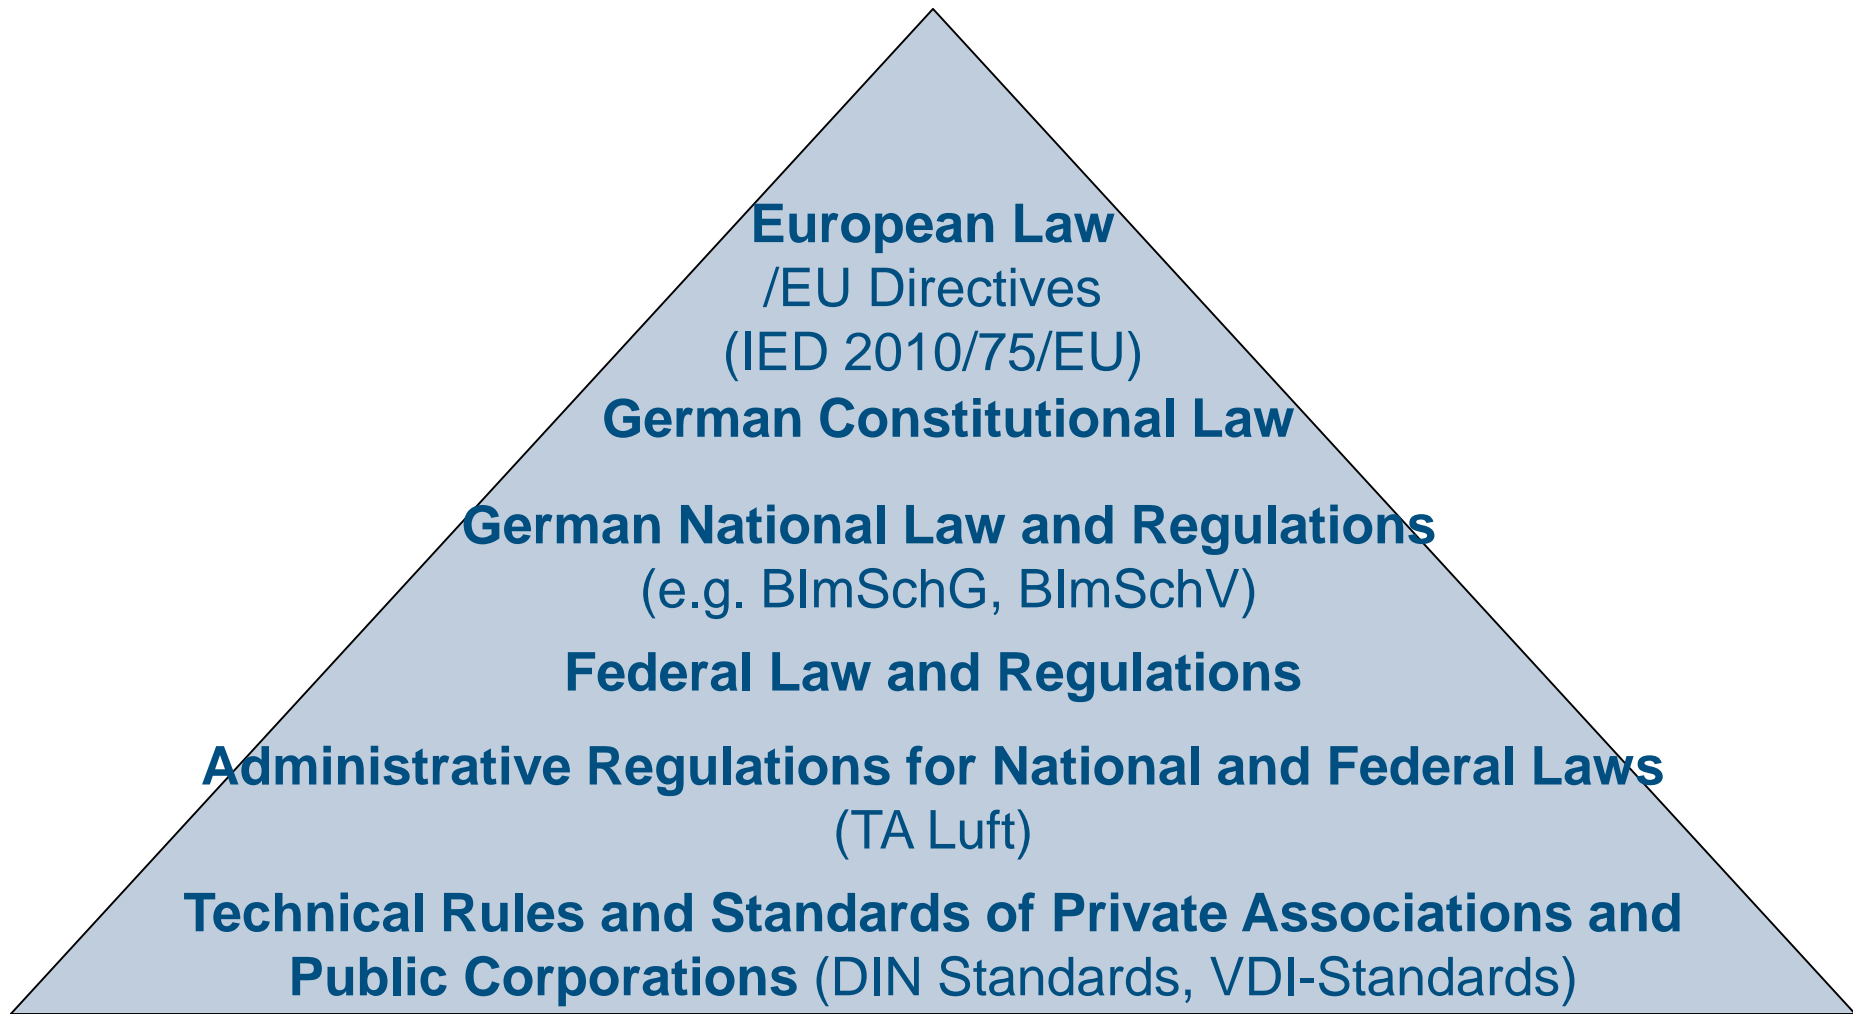 European Law
/EU Directives
(IED 2010/75/EU)
German Constitutional Law
German National Law and Regulations
(e.g. BImSchG, BImSchV)
Federal Law and Regulations
Administrative Regulations for National and Federal Laws
(TA Luft)
Technical Rules and Standards of Private Associations and
Public Corporations (DIN Standards, VDI-Standards)